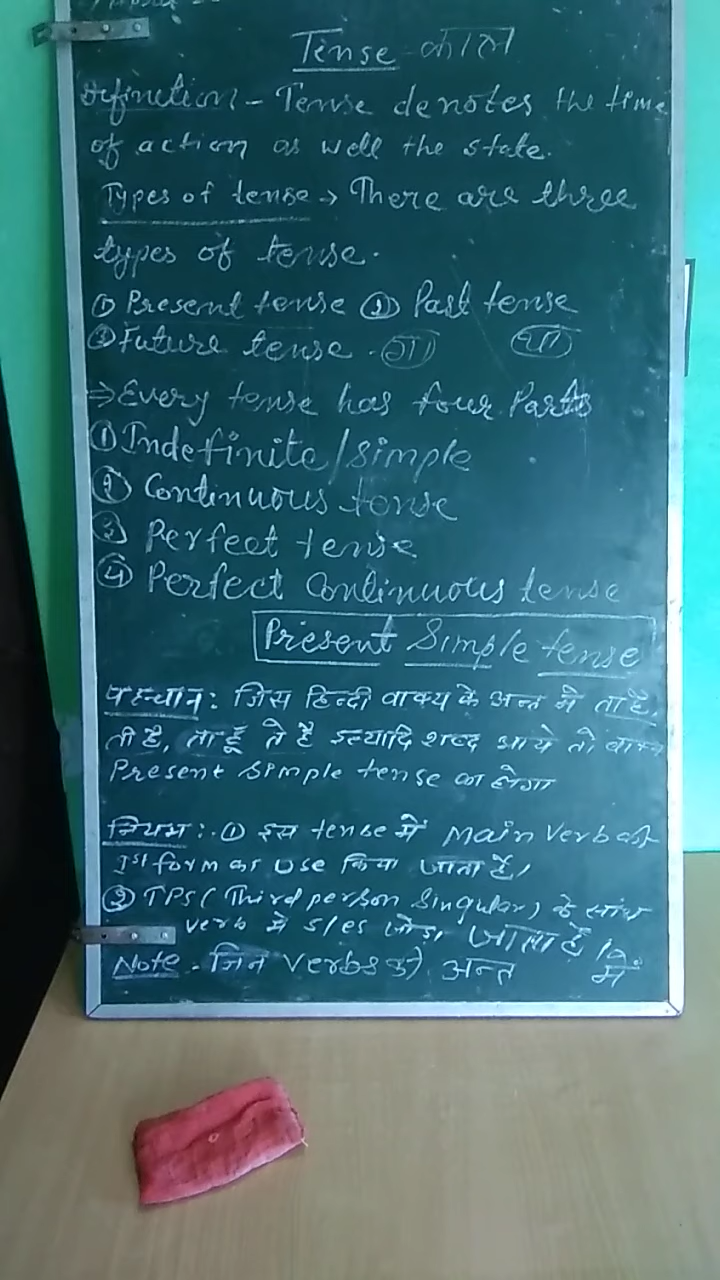 Tense - काल
Difinetion - Tense denotes the time
of action as well the state.
Types of tense → There are three
types of tense.
① Present tense ② Past tense
③ Future tense. गा था
⇒ Every tense has four Parts
① Indefinite/simple
② Continuous tense
③ Perfect tense
④ Perfect Continuous tense
Present Simple tense
पहचान: जिस हिन्दी वाक्य के अन्त में ता है,
ती है, ता हूँ ते है इत्यादि शब्द आये तो वाक्य
Present Simple tense का होगा
नियम:- ① इस tense में Main Verb की
Ist form का Use किया जाता है,
② TPS (Third person Singular) के साथ
verb में s/es जोड़ा जाता है।
Note - जिन Verbs के अन्त में